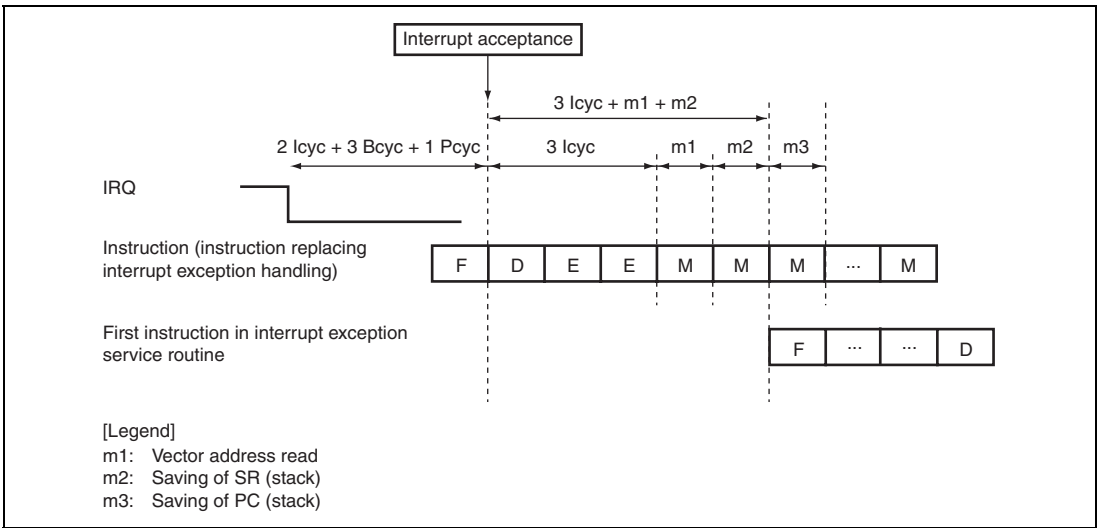 Interrupt acceptance
3 Icyc + m1 + m2
2 Icyc + 3 Bcyc + 1 Pcyc
3 Icyc
m1
m2
m3
IRQ
Instruction (instruction replacing
interrupt exception handling)
F D E E M M M ... M
First instruction in interrupt exception
service routine
F ... ... D
[Legend]
m1: Vector address read
m2: Saving of SR (stack)
m3: Saving of PC (stack)